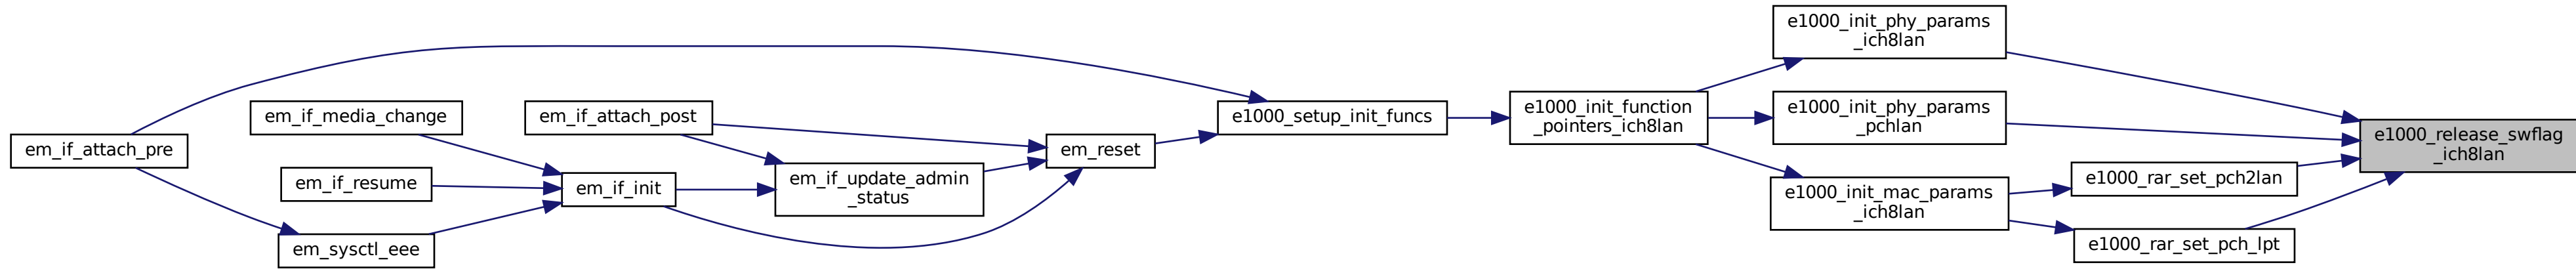 em_if_attach_pre
em_if_media_change
em_if_resume
em_sysctl_eee
em_if_attach_post
em_if_init
em_if_update_admin
_status
em_reset
e1000_setup_init_funcs
e1000_init_function
_pointers_ich8lan
e1000_init_phy_params
_ich8lan
e1000_init_phy_params
_pchlan
e1000_init_mac_params
_ich8lan
e1000_rar_set_pch2lan
e1000_rar_set_pch_lpt
e1000_release_swflag
_ich8lan